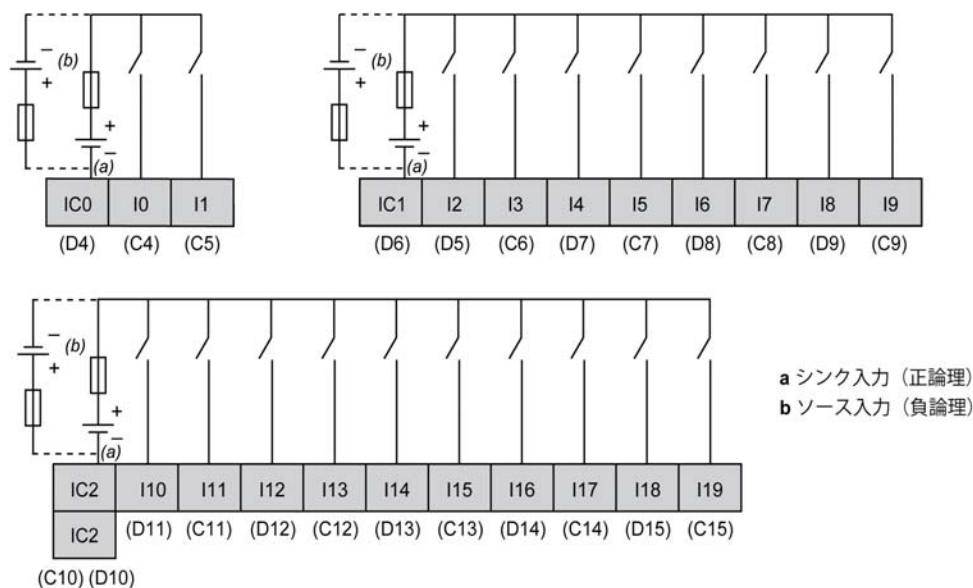 − (b) − (b)
+ +
+ +
− (a) − (a)
IC0 I0 I1 IC1 I2 I3 I4 I5 I6 I7 I8 I9
(D4) (C4) (C5) (D6) (D5) (C6) (D7) (C7) (D8) (C8) (D9) (C9)
− (b)
+
+
− (a)
a シンク入力（正論理）
b ソース入力（負論理）
IC2 I10 I11 I12 I13 I14 I15 I16 I17 I18 I19
IC2 (D11) (C11) (D12) (C12) (D13) (C13) (D14) (C14) (D15) (C15)
(C10) (D10)